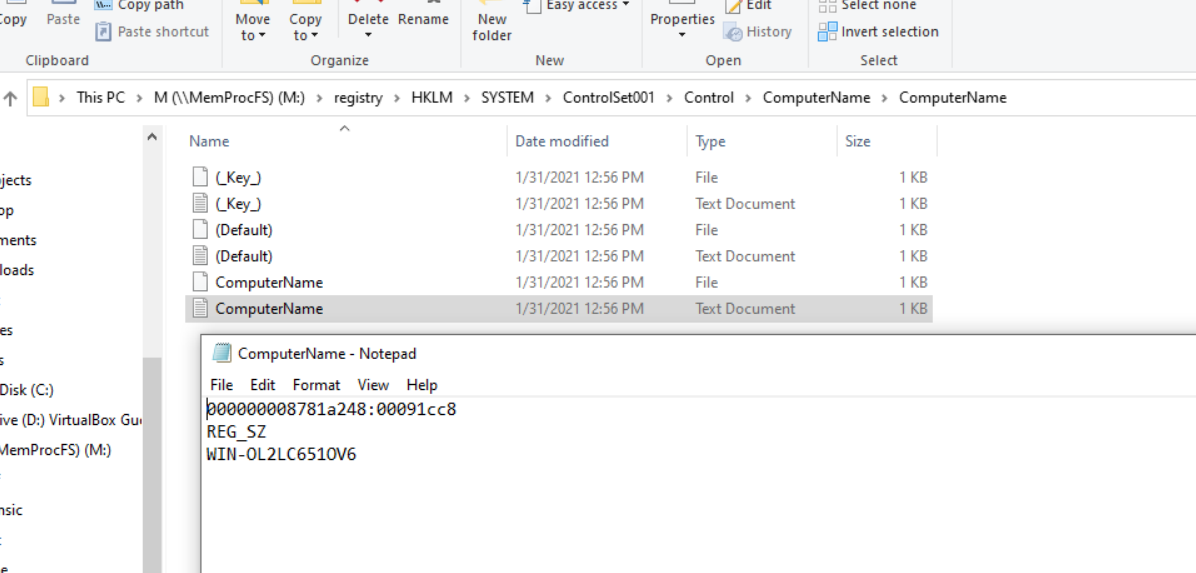 Copy path
Easy access
Edit
Select none
Copy
Paste
Paste shortcut
Move to
Copy to
Delete
Rename
New folder
Properties
History
Invert selection
Clipboard
Organize
New
Open
Select
This PC > M (\\MemProcFS) (M:) > registry > HKLM > SYSTEM > ControlSet001 > Control > ComputerName > ComputerName
Name Date modified Type Size
(_Key_) 1/31/2021 12:56 PM File 1 KB
(_Key_) 1/31/2021 12:56 PM Text Document 1 KB
(Default) 1/31/2021 12:56 PM File 1 KB
(Default) 1/31/2021 12:56 PM Text Document 1 KB
ComputerName 1/31/2021 12:56 PM File 1 KB
ComputerName 1/31/2021 12:56 PM Text Document 1 KB
jects
op
ments
loads
es
s
Disk (C:)
ive (D:) VirtualBox Gu
MemProcFS) (M:)
nsic
ComputerName - Notepad
File Edit Format View Help
000000008781a248:00091cc8
REG_SZ
WIN-OL2LC651OV6